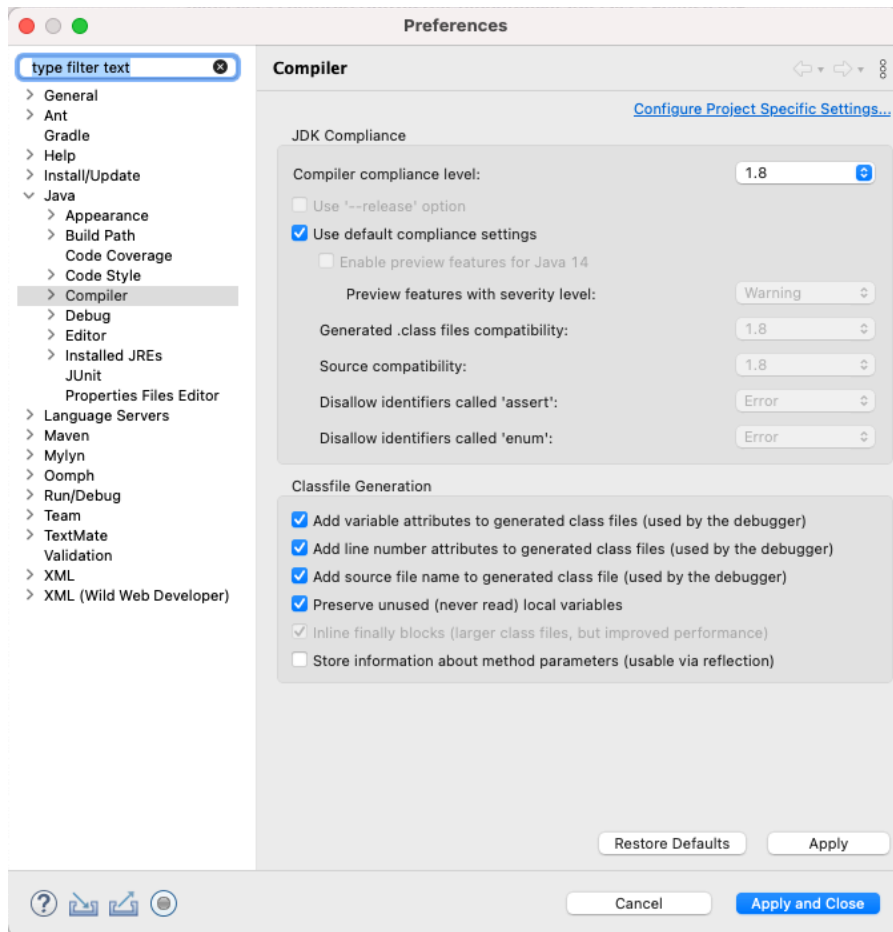 Preferences
type filter text
General
Ant
Gradle
Help
Install/Update
Java
Appearance
Build Path
Code Coverage
Code Style
Compiler
Debug
Editor
Installed JREs
JUnit
Properties Files Editor
Language Servers
Maven
Mylyn
Oomph
Run/Debug
Team
TextMate
Validation
XML
XML (Wild Web Developer)
Compiler
Configure Project Specific Settings...
JDK Compliance
Compiler compliance level: 1.8
Use '--release' option
Use default compliance settings
Enable preview features for Java 14
Preview features with severity level: Warning
Generated .class files compatibility: 1.8
Source compatibility: 1.8
Disallow identifiers called 'assert': Error
Disallow identifiers called 'enum': Error
Classfile Generation
Add variable attributes to generated class files (used by the debugger)
Add line number attributes to generated class files (used by the debugger)
Add source file name to generated class file (used by the debugger)
Preserve unused (never read) local variables
Inline finally blocks (larger class files, but improved performance)
Store information about method parameters (usable via reflection)
Restore Defaults Apply
? Cancel Apply and Close